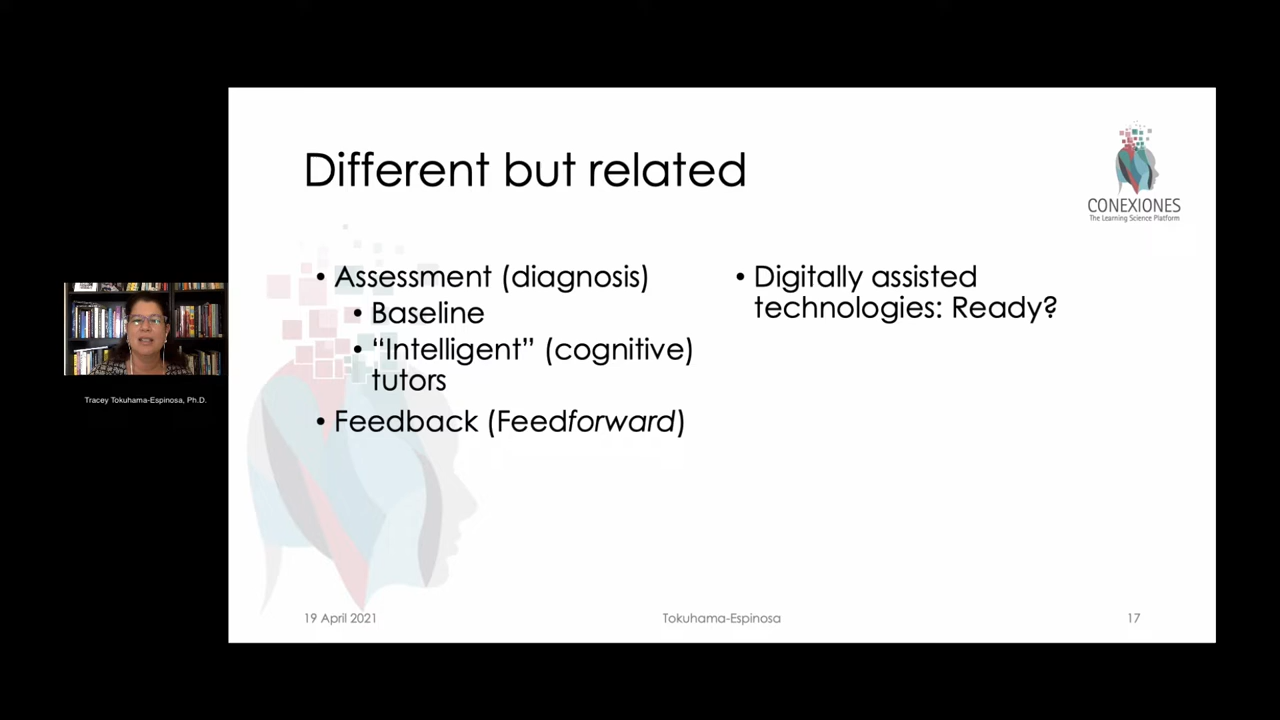 Different but related
CONEXIONES
The Learning Science Platform
• Assessment (diagnosis)
• Baseline
• “Intelligent” (cognitive)
tutors
• Feedback (Feedforward)
• Digitally assisted
technologies: Ready?
Tracey Tokuhama-Espinosa, Ph.D.
19 April 2021
Tokuhama-Espinosa
17